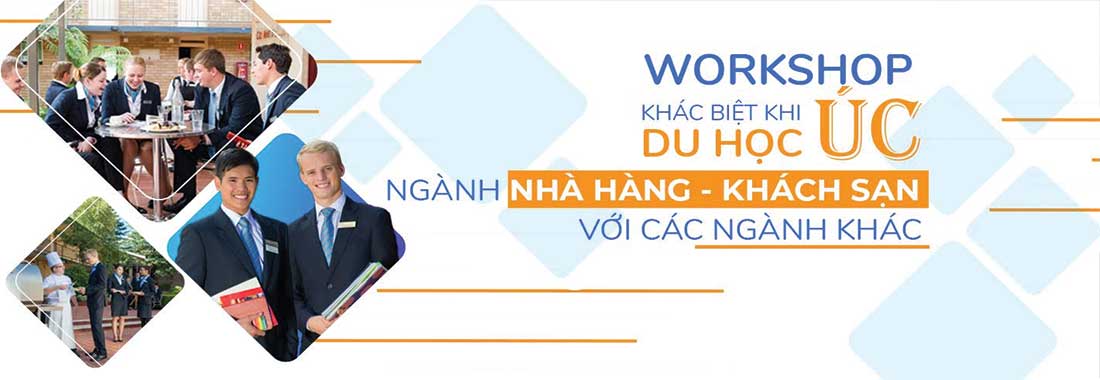 WORKSHOP
KHÁC BIỆT KHI
DU HỌC ÚC
NGÀNH NHÀ HÀNG - KHÁCH SẠN
VỚI CÁC NGÀNH KHÁC